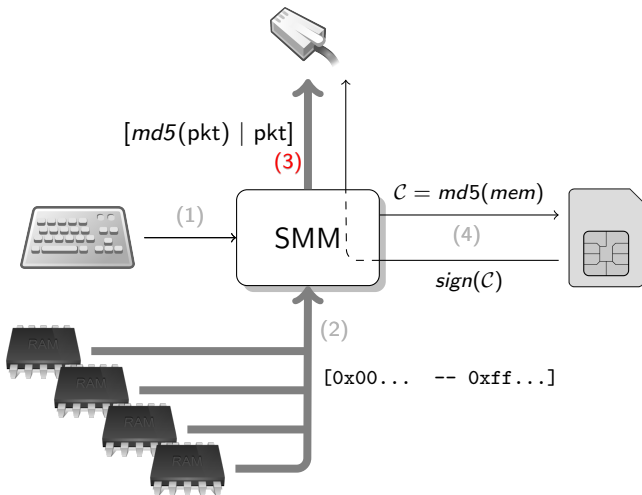 [md5(pkt) | pkt]
(3)
(1)
SMM
𝒞 = md5(mem)
(4)
sign(𝒞)
(2)
RAM
RAM
RAM
RAM
[0x00... -- 0xff...]